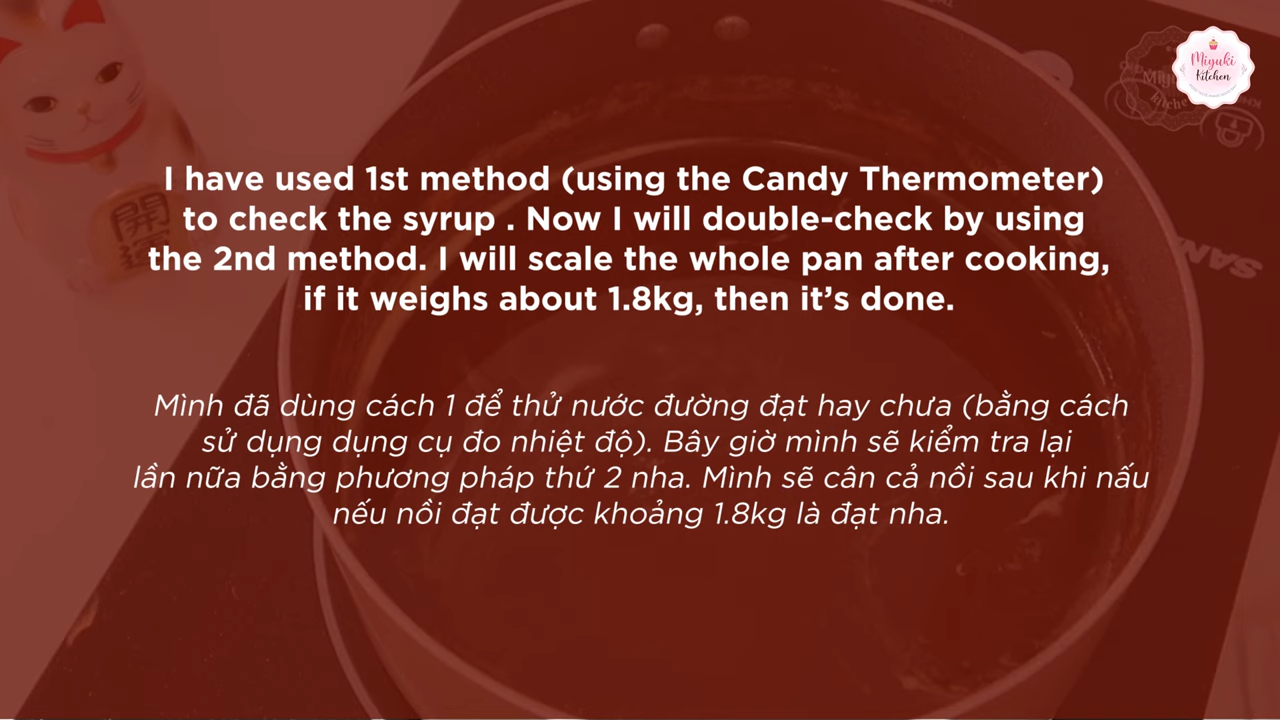 Miyuki
Kitchen
I have used 1st method (using the Candy Thermometer)
to check the syrup . Now I will double-check by using
the 2nd method. I will scale the whole pan after cooking,
if it weighs about 1.8kg, then it’s done.
Mình đã dùng cách 1 để thử nước đường đạt hay chưa (bằng cách
sử dụng dụng cụ đo nhiệt độ). Bây giờ mình sẽ kiểm tra lại
lần nữa bằng phương pháp thứ 2 nha. Mình sẽ cân cả nồi sau khi nấu
nếu nồi đạt được khoảng 1.8kg là đạt nha.
開
運